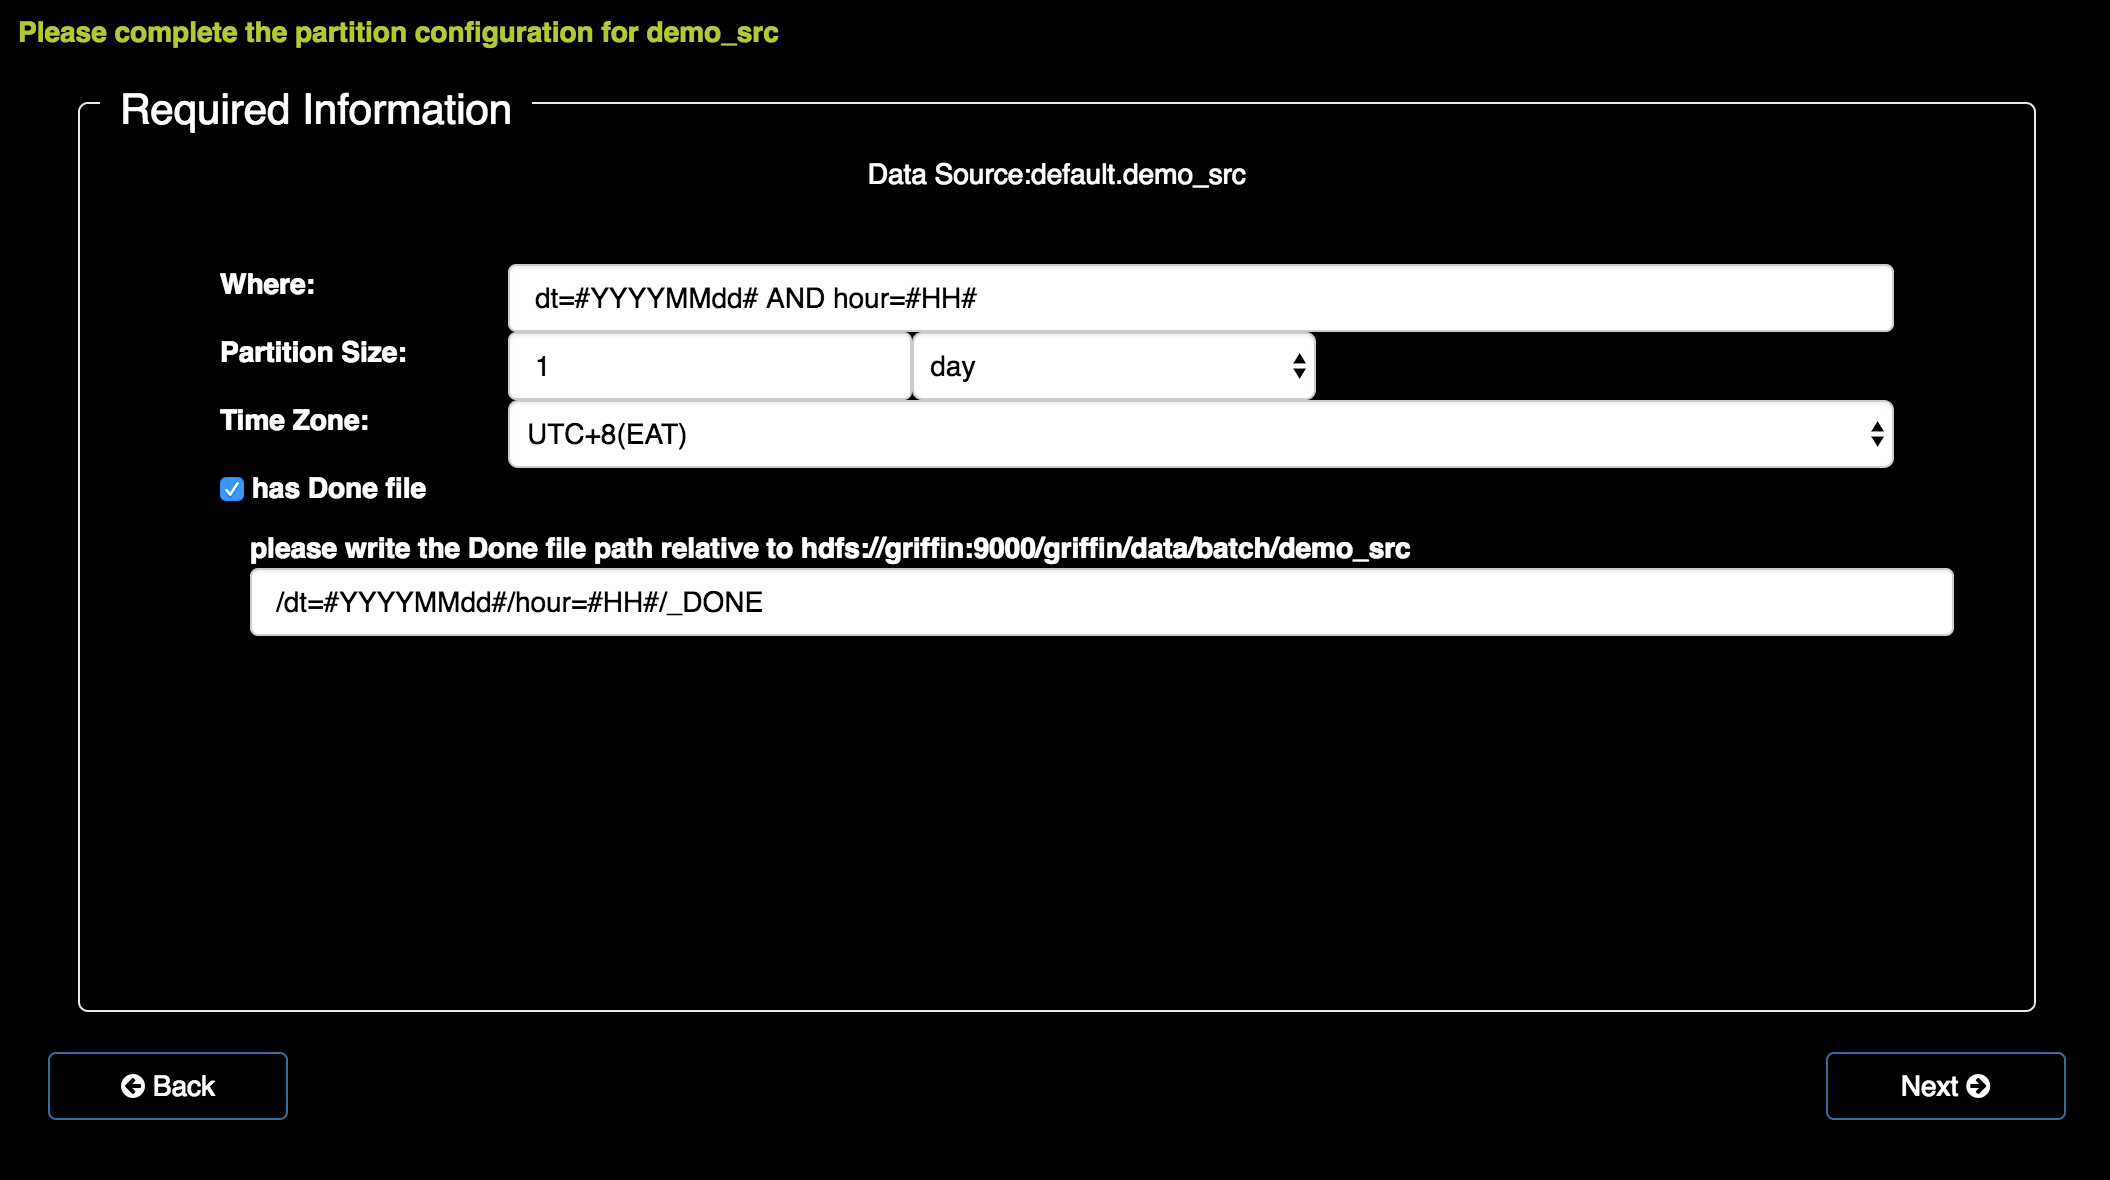 Please complete the partition configuration for demo_src
Required Information
Data Source:default.demo_src
Where:
dt=#YYYYMMdd# AND hour=#HH#
Partition Size:
1
day
Time Zone:
UTC+8(EAT)
has Done file
please write the Done file path relative to hdfs://griffin:9000/griffin/data/batch/demo_src
/dt=#YYYYMMdd#/hour=#HH#/_DONE
Back
Next